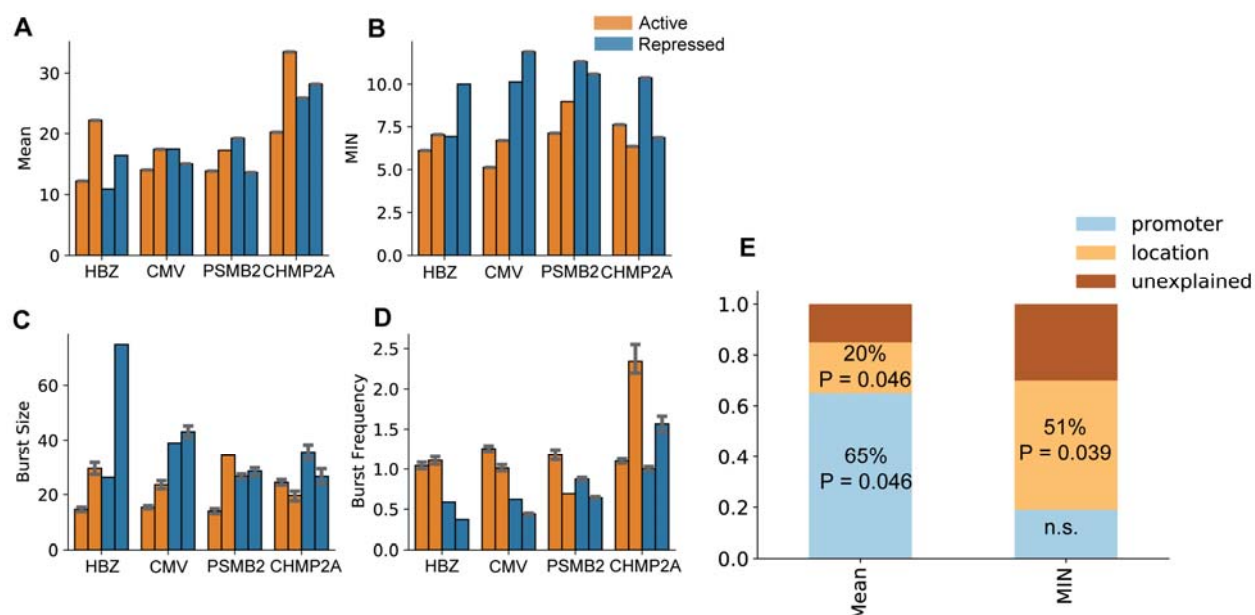 A
Mean
30
20
10
0
HBZ CMV PSMB2 CHMP2A
B
MIN
10.0
7.5
5.0
2.5
0.0
HBZ CMV PSMB2 CHMP2A
Active
Repressed
C
Burst Size
60
40
20
0
HBZ CMV PSMB2 CHMP2A
D
Burst Frequency
2.5
2.0
1.5
1.0
0.5
0.0
HBZ CMV PSMB2 CHMP2A
E
promoter
location
unexplained
1.0
0.8
0.6
0.4
0.2
0.0
20%
P = 0.046
65%
P = 0.046
51%
P = 0.039
n.s.
Mean
MIN